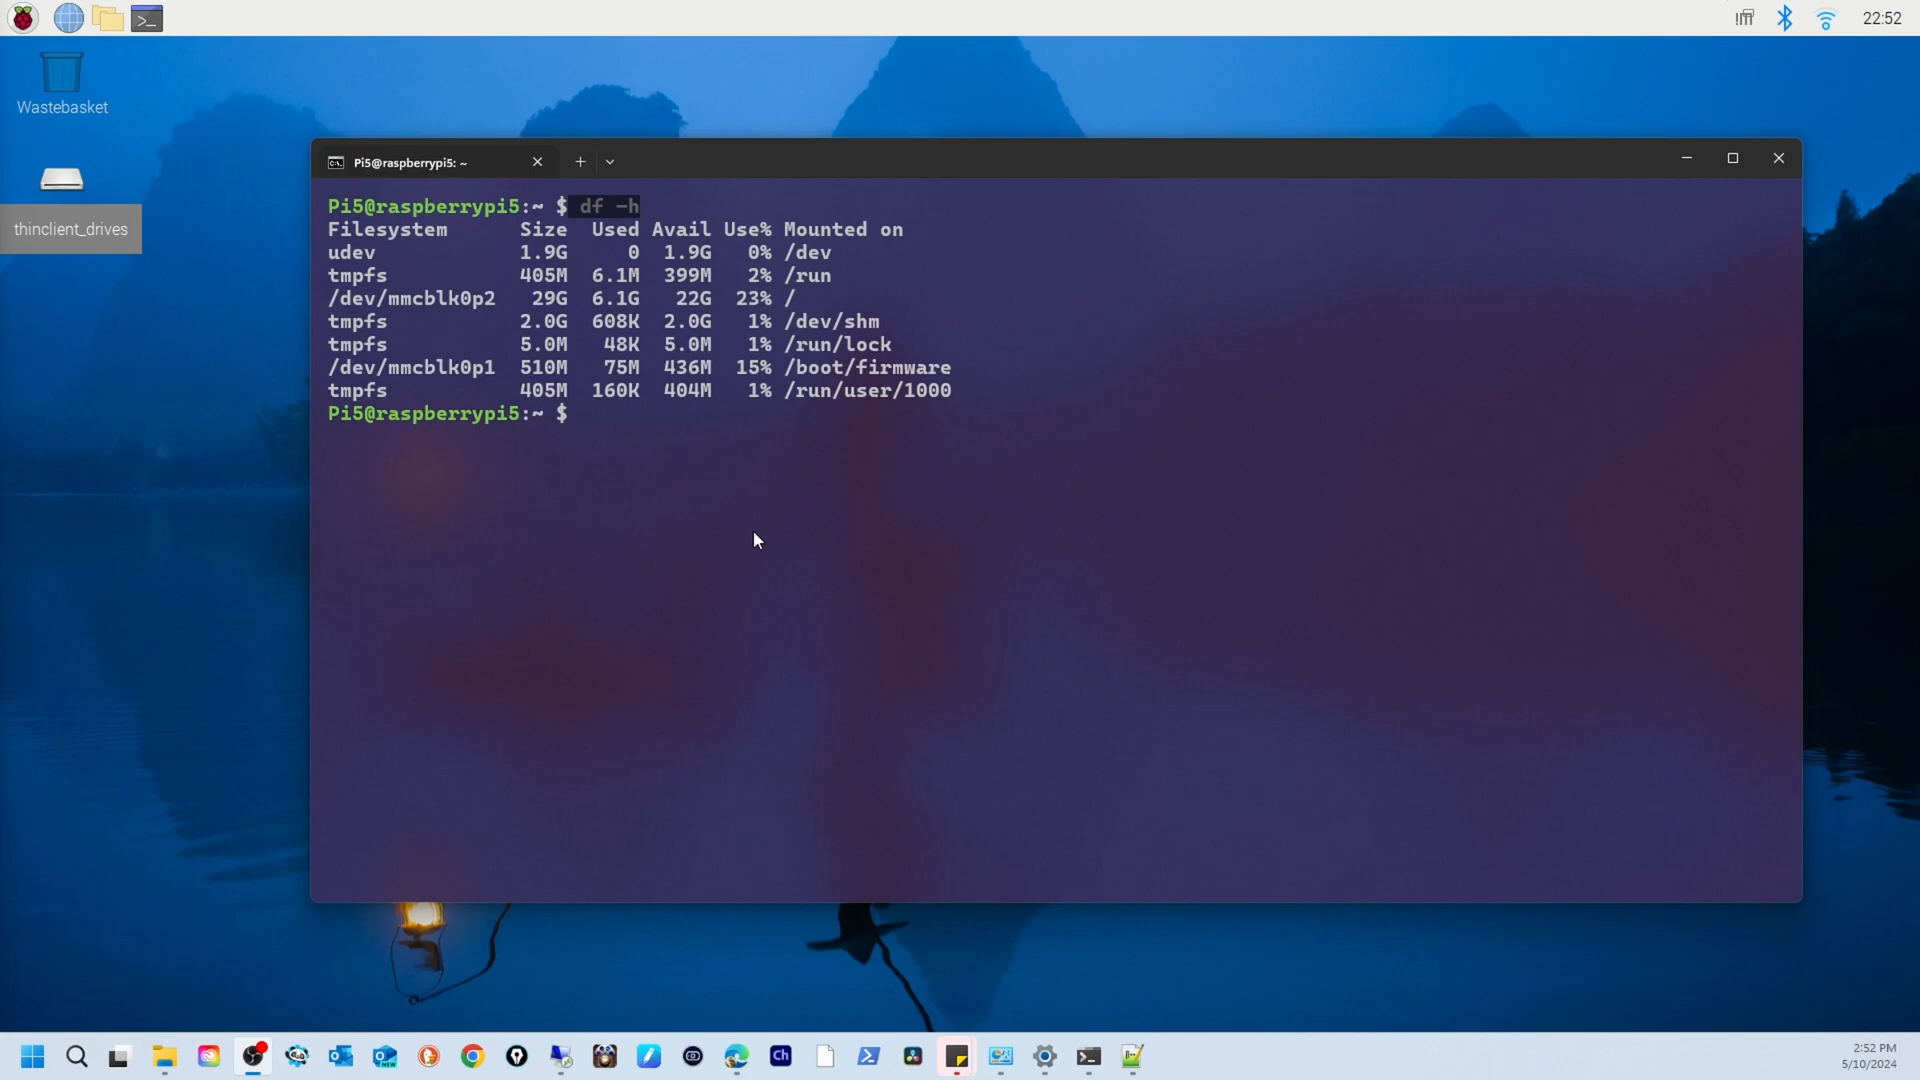 22:52
Wastebasket
thinclient_drives
Pi5@raspberrypi5: ~
Pi5@raspberrypi5:~ $ df -h
Filesystem      Size  Used Avail Use% Mounted on
udev            1.9G     0  1.9G   0% /dev
tmpfs           405M  6.1M  399M   2% /run
/dev/mmcblk0p2   29G  6.1G   22G  23% /
tmpfs           2.0G  608K  2.0G   1% /dev/shm
tmpfs           5.0M   48K  5.0M   1% /run/lock
/dev/mmcblk0p1  510M   75M  436M  15% /boot/firmware
tmpfs           405M  160K  404M   1% /run/user/1000
Pi5@raspberrypi5:~ $
NEW
Ch
2:52 PM
5/10/2024